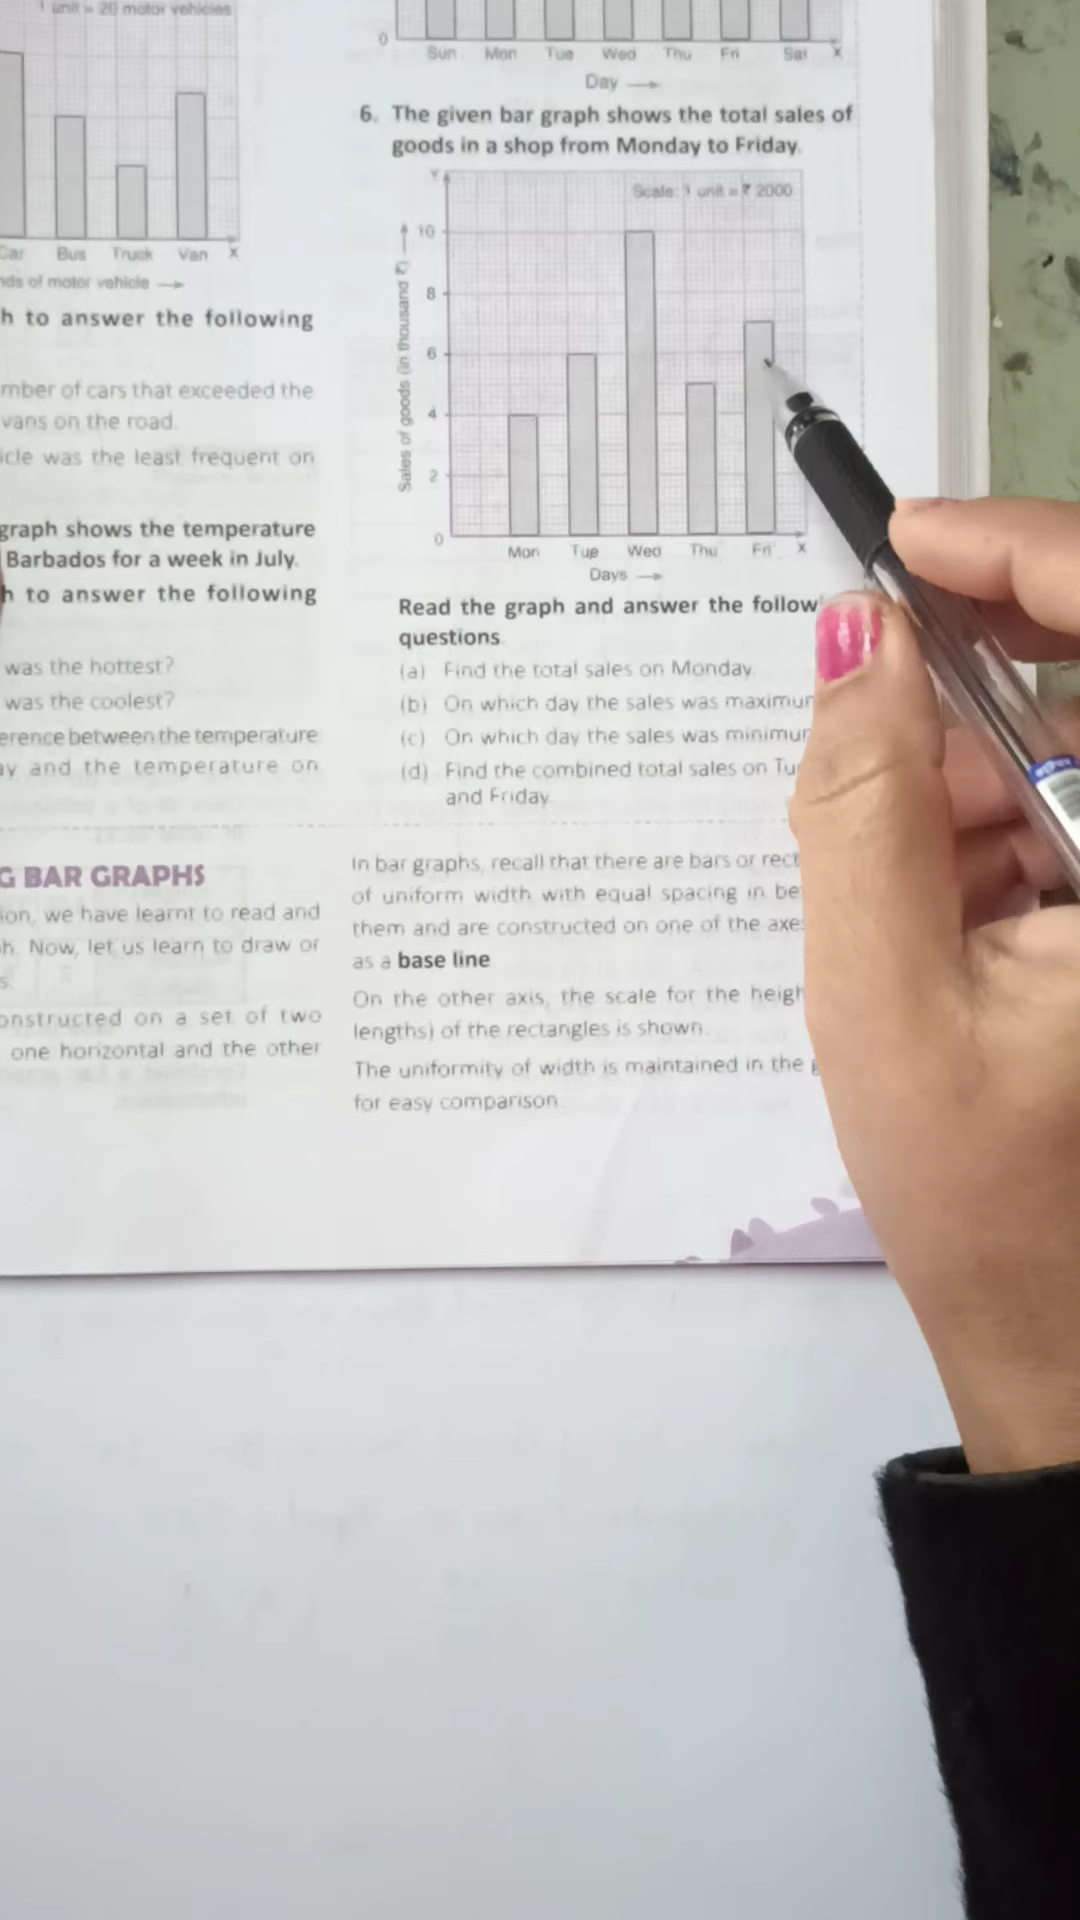 1 unit = 20 motor vehicles
Car Bus Truck Van X
nds of motor vehicle
h to answer the following
mber of cars that exceeded the
vans on the road.
icle was the least frequent on
graph shows the temperature
Barbados for a week in July.
h to answer the following
was the hottest?
was the coolest?
erence between the temperature
ay and the temperature on
G BAR GRAPHS
ion, we have learnt to read and
h. Now, let us learn to draw or
s.
onstructed on a set of two
one horizontal and the other
0
Sun Mon Tue Wed Thu Fri Sat X
Day
6. The given bar graph shows the total sales of
goods in a shop from Monday to Friday.
Y
Scale: 1 unit = ₹ 2000
Sales of goods (in thousand ₹)
10
8
6
4
2
0
Mon Tue Wed Thu Fri X
Days
Read the graph and answer the follow
questions.
(a) Find the total sales on Monday.
(b) On which day the sales was maximum
(c) On which day the sales was minimum
(d) Find the combined total sales on Tu
and Friday.
In bar graphs, recall that there are bars or rect
of uniform width with equal spacing in be
them and are constructed on one of the axes
as a base line.
On the other axis, the scale for the heigh
lengths) of the rectangles is shown.
The uniformity of width is maintained in the g
for easy comparison.